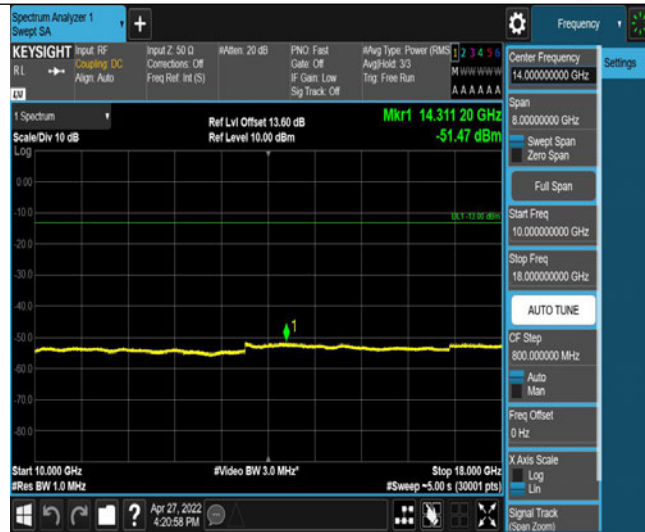 Spectrum Analyzer 1
Swept SA
Frequency
KEYSIGHT
RL
Input: RF
Coupling: DC
Align: Auto
Input Z: 50 Ω
Corrections: Off
Freq Ref: Int (S)
#Atten: 20 dB
PNO: Fast
Gate: Off
IF Gain: Low
Sig Track: Off
#Avg Type: Power (RMS
Avg|Hold: 3/3
Trig: Free Run
1 2 3 4 5 6
M W W W W W
A A A A A A
1 Spectrum
Scale/Div 10 dB
Ref Lvl Offset 13.60 dB
Ref Level 10.00 dBm
Mkr1 14.311 20 GHz
-51.47 dBm
Log
0.00
-10.0
DL1 -13.00 dBm
-20.0
-30.0
-40.0
1
-50.0
-60.0
-70.0
-80.0
Start 10.000 GHz
#Res BW 1.0 MHz
#Video BW 3.0 MHz*
Stop 18.000 GHz
#Sweep ~5.00 s (30001 pts)
Center Frequency
14.000000000 GHz
Settings
Span
8.00000000 GHz
Swept Span
Zero Span
Full Span
Start Freq
10.000000000 GHz
Stop Freq
18.000000000 GHz
AUTO TUNE
CF Step
800.000000 MHz
Auto
Man
Freq Offset
0 Hz
X Axis Scale
Log
Lin
Signal Track
(Span Zoom)
?
Apr 27, 2022
4:20:58 PM